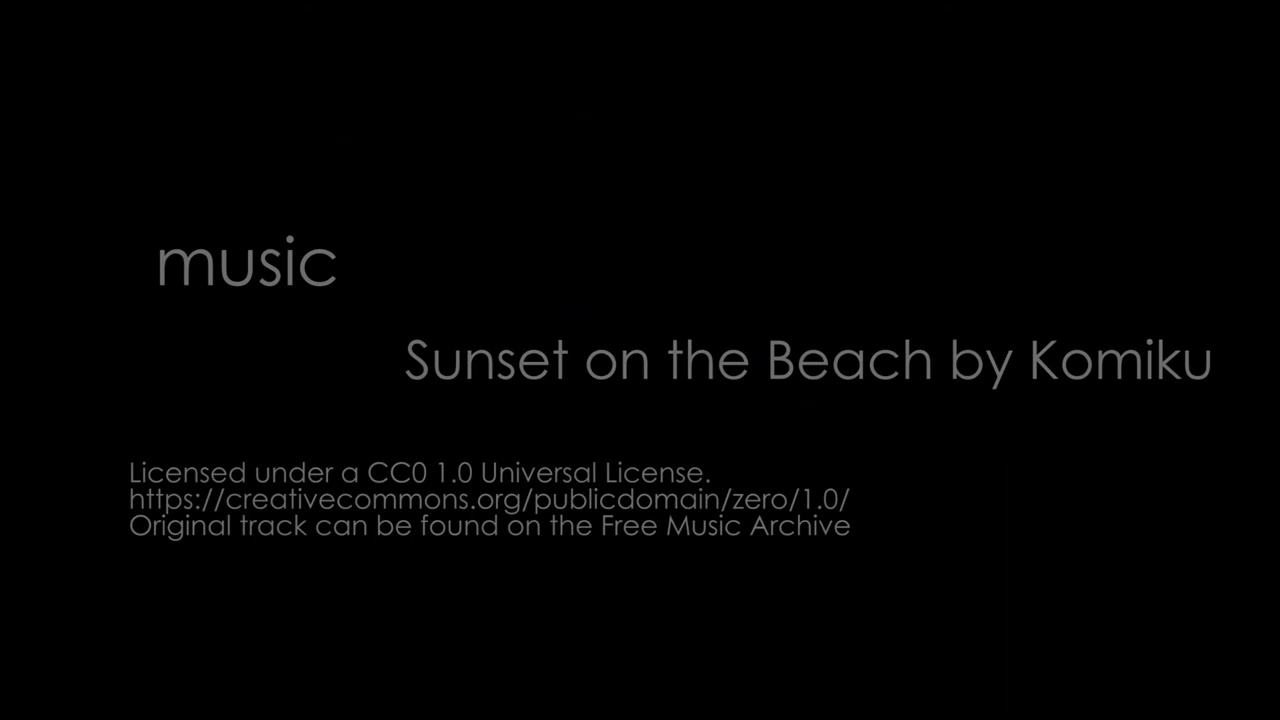 music
Sunset on the Beach by Komiku
Licensed under a CC0 1.0 Universal License.
https://creativecommons.org/publicdomain/zero/1.0/
Original track can be found on the Free Music Archive